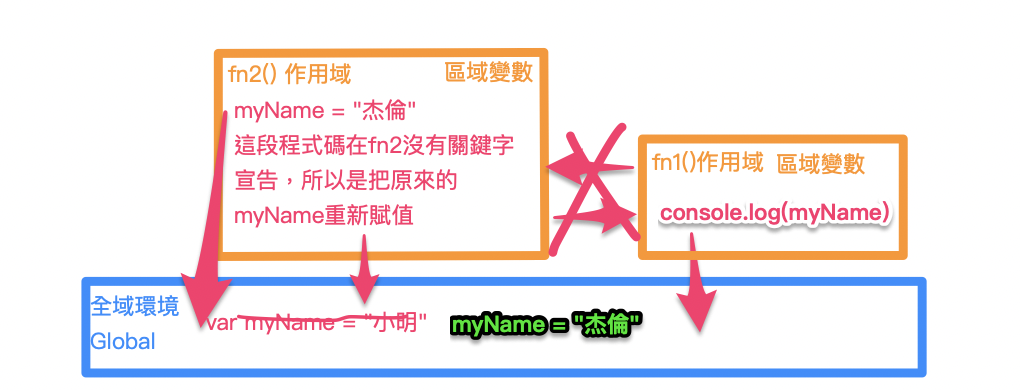 fn2() 作用域 區域變數
myName = "杰倫"
這段程式碼在fn2沒有關鍵字
宣告，所以是把原來的
myName重新賦值
fn1()作用域 區域變數
console.log(myName)
全域環境
Global
var myName = "小明"
myName = "杰倫"